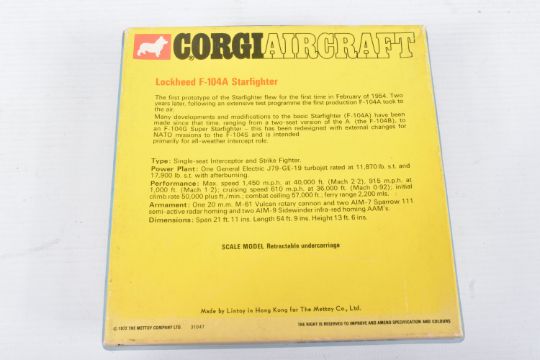 CORGI AIRCRAFT
Lockheed F-104A Starfighter
The first prototype of the Starfighter flew for the first time in February of 1954. Two
years later, following an extensive test programme the first production F-104A took to
the air.
Many developments and modifications to the basic Starfighter (F-104A) have been
made since that time, ranging from a two-seat version of the A (the F-104B), to
an F-104G Super Starfighter – this has been redesigned with external changes for
NATO missions to the F-104S and is intended
primarily for all-weather intercept role.
Type: Single-seat Interceptor and Strike Fighter.
Power Plant: One General Electric J79-GE-19 turbojet rated at 11,870 lb. s.t. and
17,900 lb. s.t. with afterburning.
Performance: Max. speed 1,450 m.p.h. at 40,000 ft. (Mach 2·2), 915 m.p.h. at
1,000 ft. (Mach 1·2); cruising speed 610 m.p.h. at 36,000 ft. (Mach 0·92); initial
climb rate 50,000 plus ft./min.; combat ceiling 57,000 ft.; ferry range 2,200 mls.
Armament: One 20 mm. M-61 Vulcan rotary cannon and two AIM-7 Sparrow 111
semi-active radar homing and two AIM-9 Sidewinder infra-red homing AAM's.
Dimensions: Span 21 ft. 11 ins. Length 54 ft. 9 ins. Height 13 ft. 6 ins.
SCALE MODEL Retractable undercarriage
Made by Lintoy in Hong Kong for The Mettoy Co., Ltd.
© 1973 THE METTOY COMPANY LTD. 31047 THE RIGHT IS RESERVED TO IMPROVE AND AMEND SPECIFICATION AND COLOURS